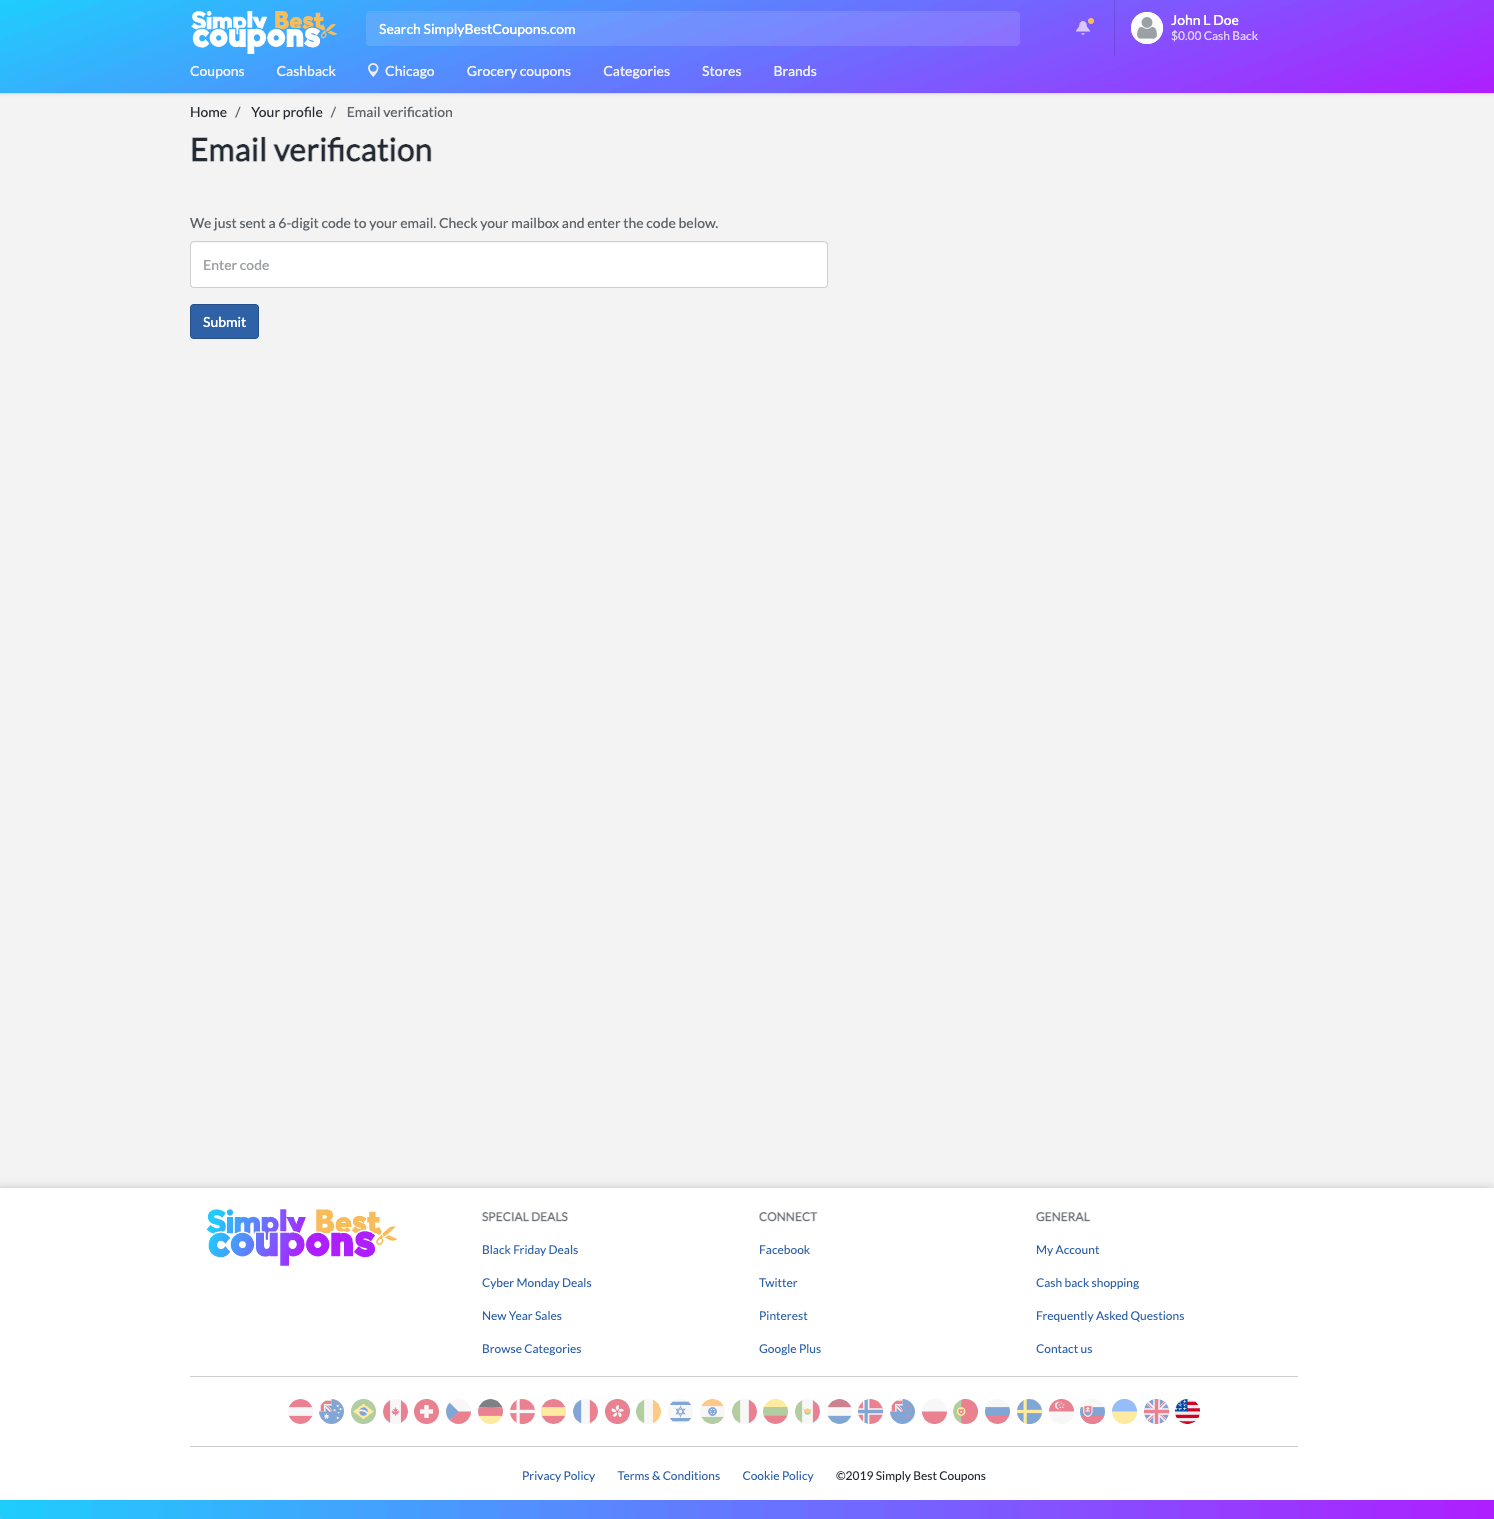 Simply Best
coupons
Search SimplyBestCoupons.com
John L Doe
$0.00 Cash Back
Coupons
Cashback
Chicago
Grocery coupons
Categories
Stores
Brands
Home / Your profile / Email verification
Email verification
We just sent a 6-digit code to your email. Check your mailbox and enter the code below.
Enter code
Submit
Simply Best
coupons
SPECIAL DEALS
Black Friday Deals
Cyber Monday Deals
New Year Sales
Browse Categories
CONNECT
Facebook
Twitter
Pinterest
Google Plus
GENERAL
My Account
Cash back shopping
Frequently Asked Questions
Contact us
Privacy Policy
Terms & Conditions
Cookie Policy
©2019 Simply Best Coupons